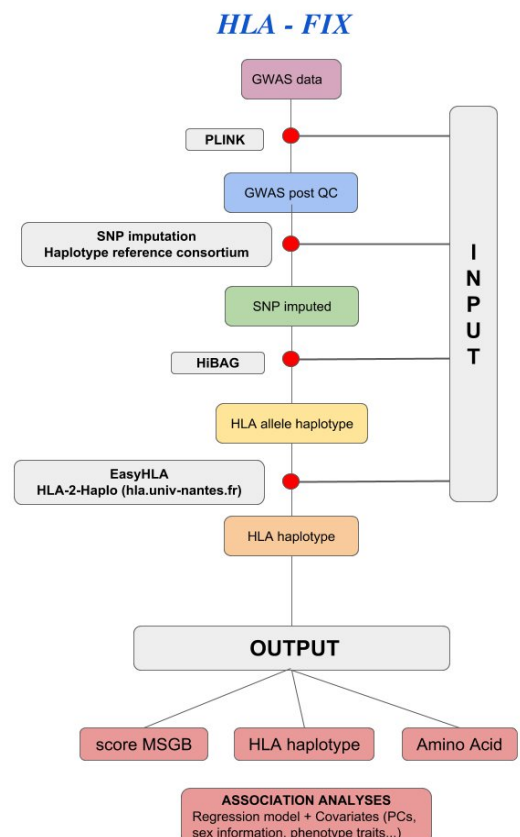 HLA - FIX
GWAS data
PLINK
GWAS post QC
SNP imputation
Haplotype reference consortium
INPUT
SNP imputed
HiBAG
HLA allele haplotype
EasyHLA
HLA-2-Haplo (hla.univ-nantes.fr)
HLA haplotype
OUTPUT
score MSGB
HLA haplotype
Amino Acid
ASSOCIATION ANALYSES
Regression model + Covariates (PCs,
sex information, phenotype traits...)